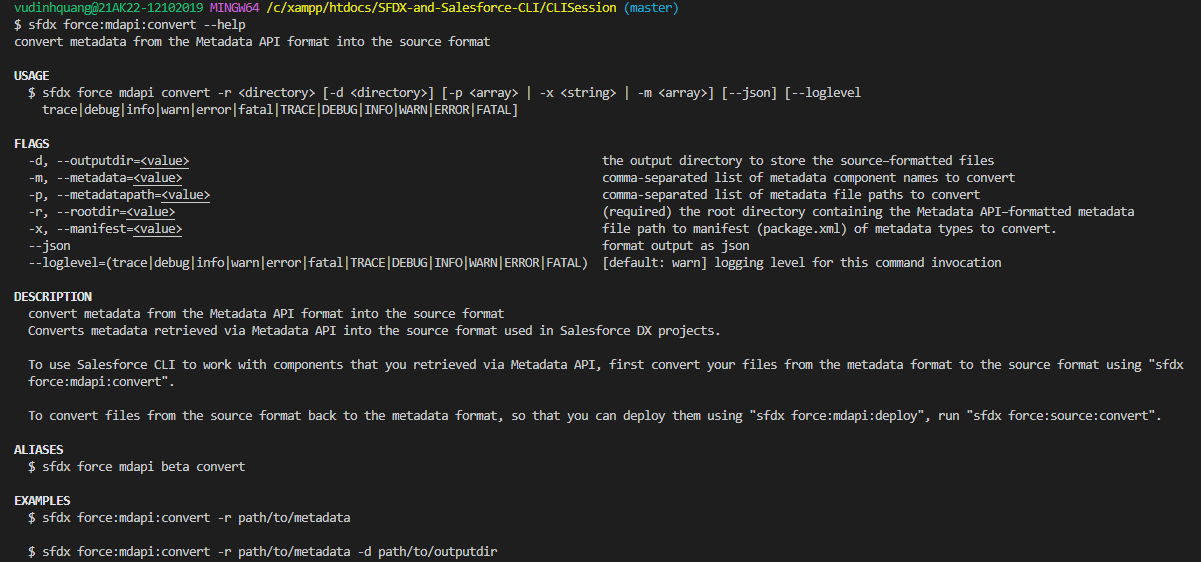 vudinhquang@21AK22-12102019 MINGW64 /c/xampp/htdocs/SFDX-and-Salesforce-CLI/CLISession (master)
$ sfdx force:mdapi:convert --help
convert metadata from the Metadata API format into the source format
USAGE
$ sfdx force mdapi convert -r <directory> [-d <directory>] [-p <array> | -x <string> | -m <array>] [--json] [--loglevel
trace|debug|info|warn|error|fatal|TRACE|DEBUG|INFO|WARN|ERROR|FATAL]
FLAGS
-d, --outputdir=<value> the output directory to store the source–formatted files
-m, --metadata=<value> comma-separated list of metadata component names to convert
-p, --metadatapath=<value> comma-separated list of metadata file paths to convert
-r, --rootdir=<value> (required) the root directory containing the Metadata API–formatted metadata
-x, --manifest=<value> file path to manifest (package.xml) of metadata types to convert.
--json format output as json
--loglevel=(trace|debug|info|warn|error|fatal|TRACE|DEBUG|INFO|WARN|ERROR|FATAL) [default: warn] logging level for this command invocation
DESCRIPTION
convert metadata from the Metadata API format into the source format
Converts metadata retrieved via Metadata API into the source format used in Salesforce DX projects.
To use Salesforce CLI to work with components that you retrieved via Metadata API, first convert your files from the metadata format to the source format using "sfdx
force:mdapi:convert".
To convert files from the source format back to the metadata format, so that you can deploy them using "sfdx force:mdapi:deploy", run "sfdx force:source:convert".
ALIASES
$ sfdx force mdapi beta convert
EXAMPLES
$ sfdx force:mdapi:convert -r path/to/metadata
$ sfdx force:mdapi:convert -r path/to/metadata -d path/to/outputdir